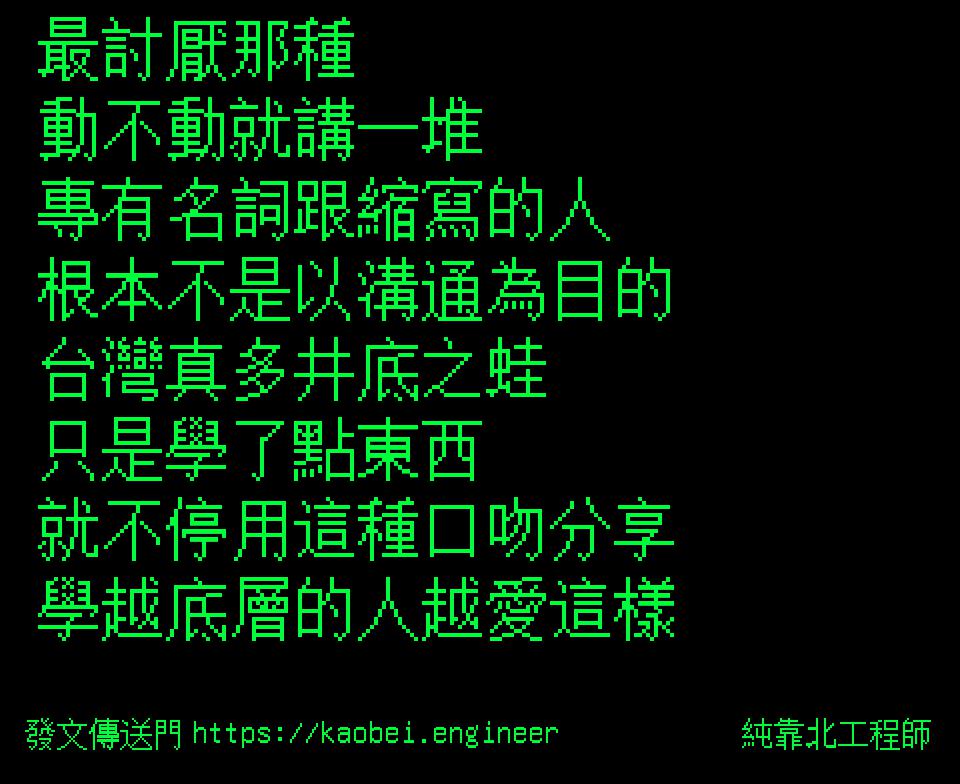 最討厭那種
動不動就講一堆
專有名詞跟縮寫的人
根本不是以溝通為目的
台灣真多井底之蛙
只是學了點東西
就不停用這種口吻分享
學越底層的人越愛這樣
發文傳送門 https://kaobei.engineer
純靠北工程師